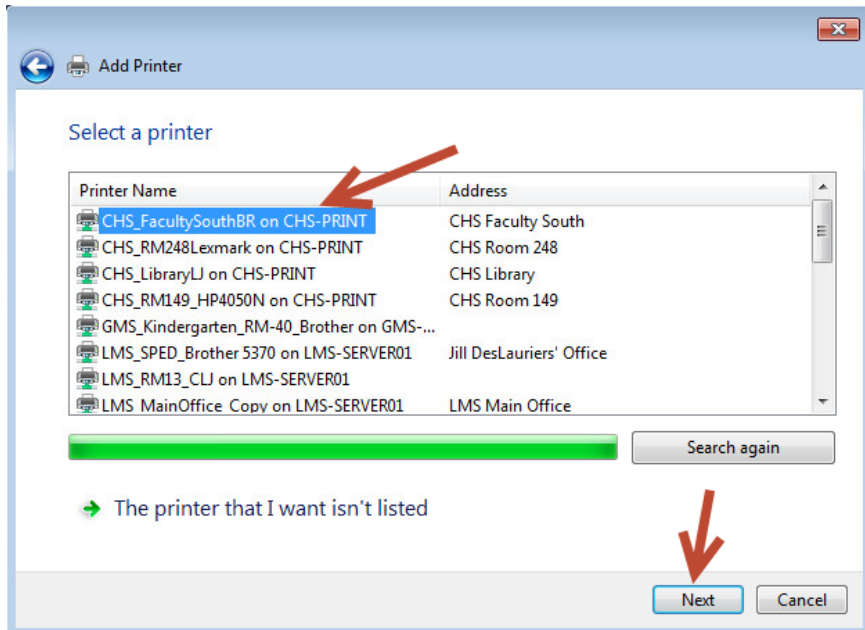 Add Printer
Select a printer
Printer Name Address
CHS_FacultySouthBR on CHS-PRINT CHS Faculty South
CHS_RM248Lexmark on CHS-PRINT CHS Room 248
CHS_LibraryLJ on CHS-PRINT CHS Library
CHS_RM149_HP4050N on CHS-PRINT CHS Room 149
GMS_Kindergarten_RM-40_Brother on GMS-...
LMS_SPED_Brother 5370 on LMS-SERVER01 Jill DesLauriers' Office
LMS_RM13_CLJ on LMS-SERVER01
LMS_MainOffice_Copy on LMS-SERVER01 LMS Main Office
Search again
The printer that I want isn't listed
Next Cancel